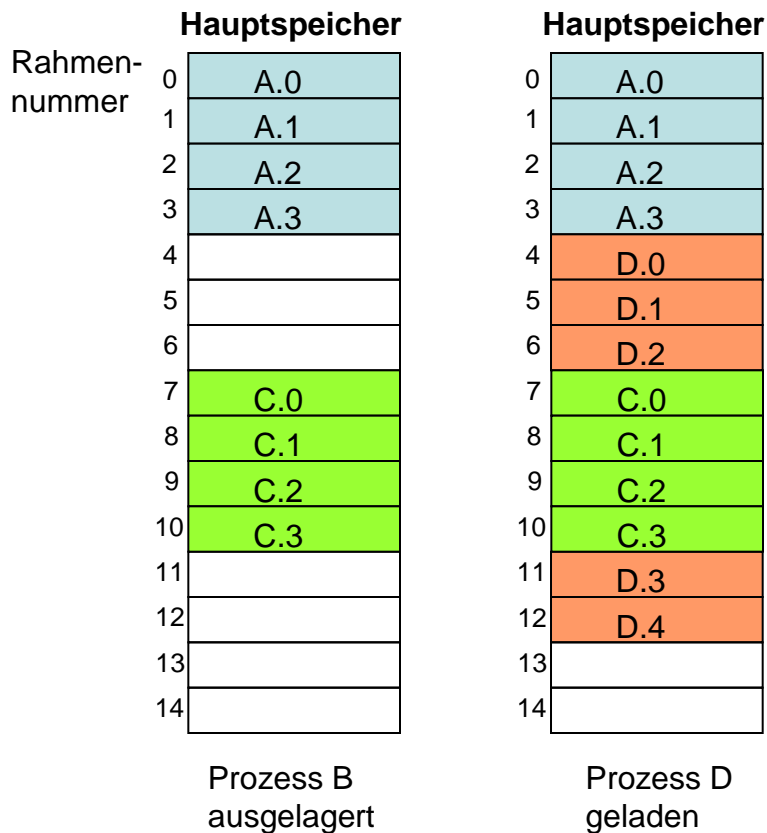 Hauptspeicher
Rahmen-
nummer
0 A.0
1 A.1
2 A.2
3 A.3
4
5
6
7 C.0
8 C.1
9 C.2
10 C.3
11
12
13
14
Prozess B
ausgelagert
Hauptspeicher
0 A.0
1 A.1
2 A.2
3 A.3
4 D.0
5 D.1
6 D.2
7 C.0
8 C.1
9 C.2
10 C.3
11 D.3
12 D.4
13
14
Prozess D
geladen